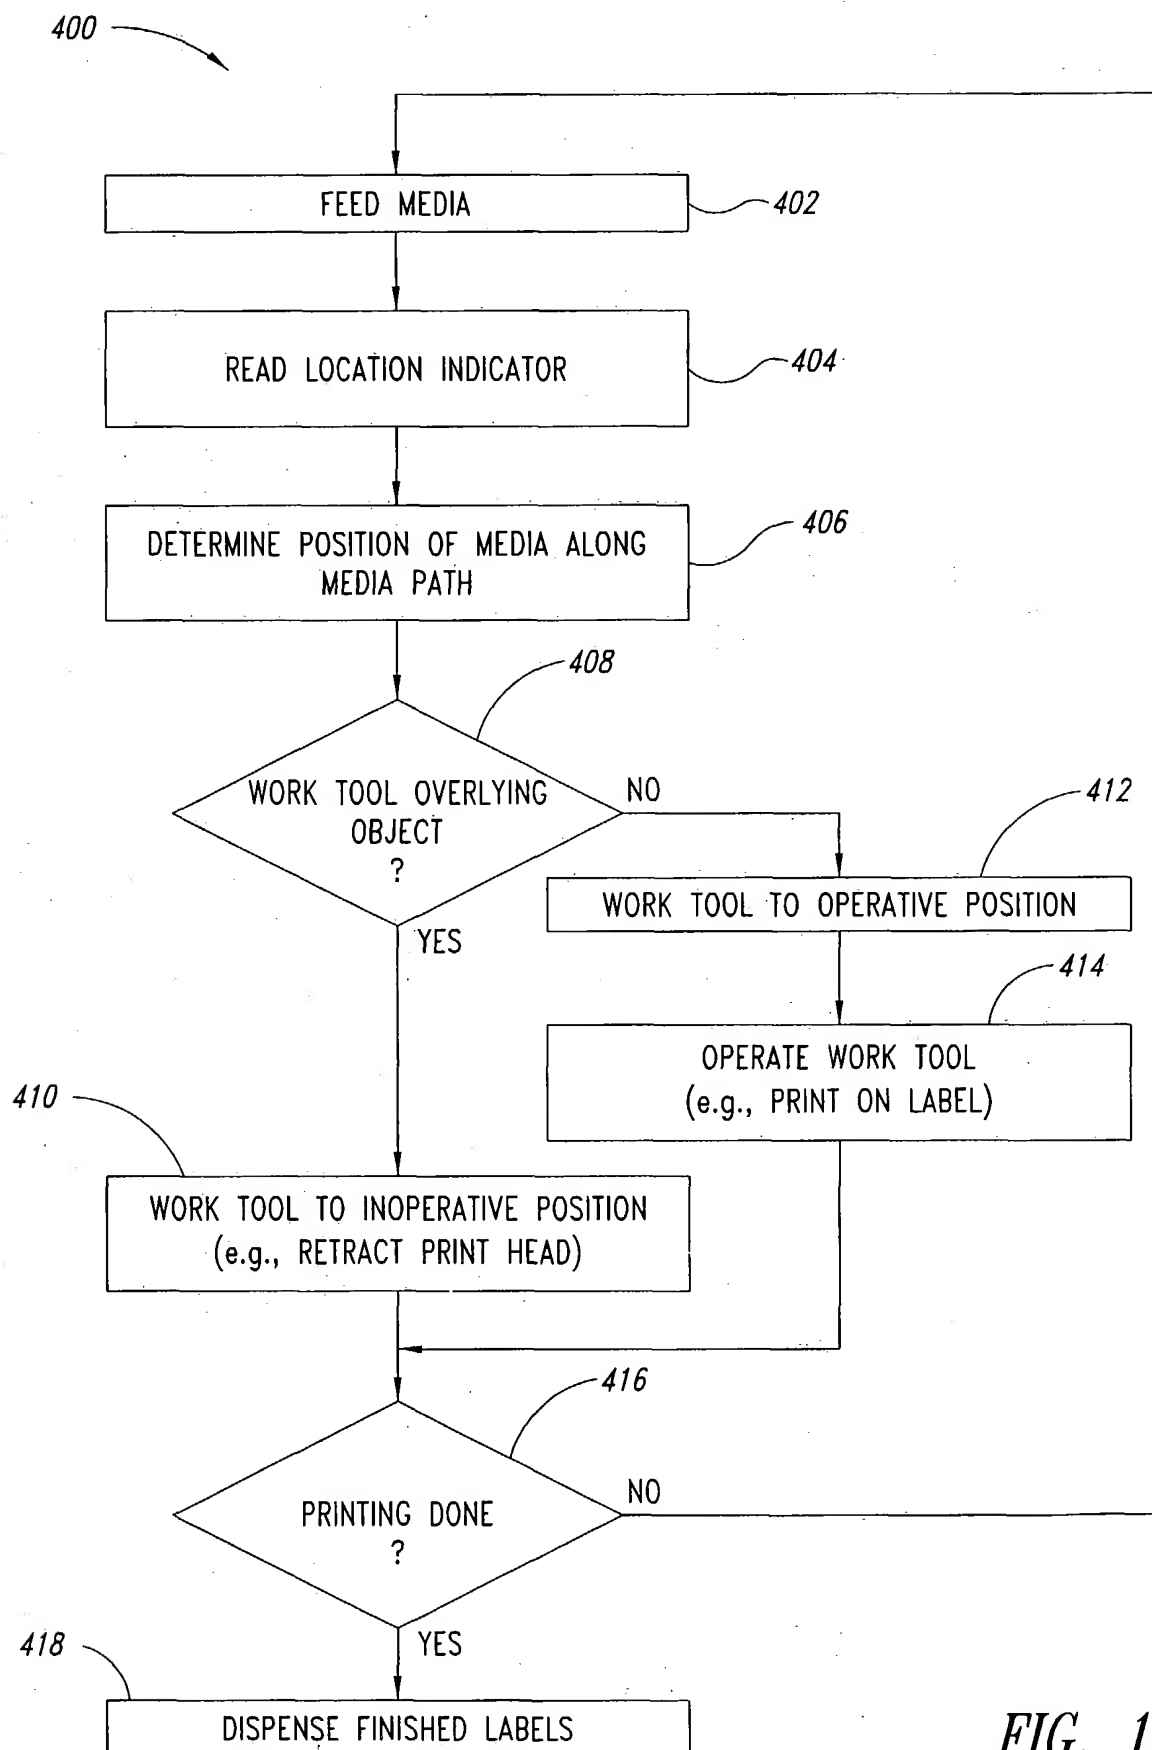 400
FEED MEDIA
402
READ LOCATION INDICATOR
404
DETERMINE POSITION OF MEDIA ALONG
MEDIA PATH
406
408
WORK TOOL OVERLYING
OBJECT
?
NO
YES
412
WORK TOOL TO OPERATIVE POSITION
414
OPERATE WORK TOOL
(e.g., PRINT ON LABEL)
410
WORK TOOL TO INOPERATIVE POSITION
(e.g., RETRACT PRINT HEAD)
416
PRINTING DONE
?
NO
YES
418
DISPENSE FINISHED LABELS
FIG. 1